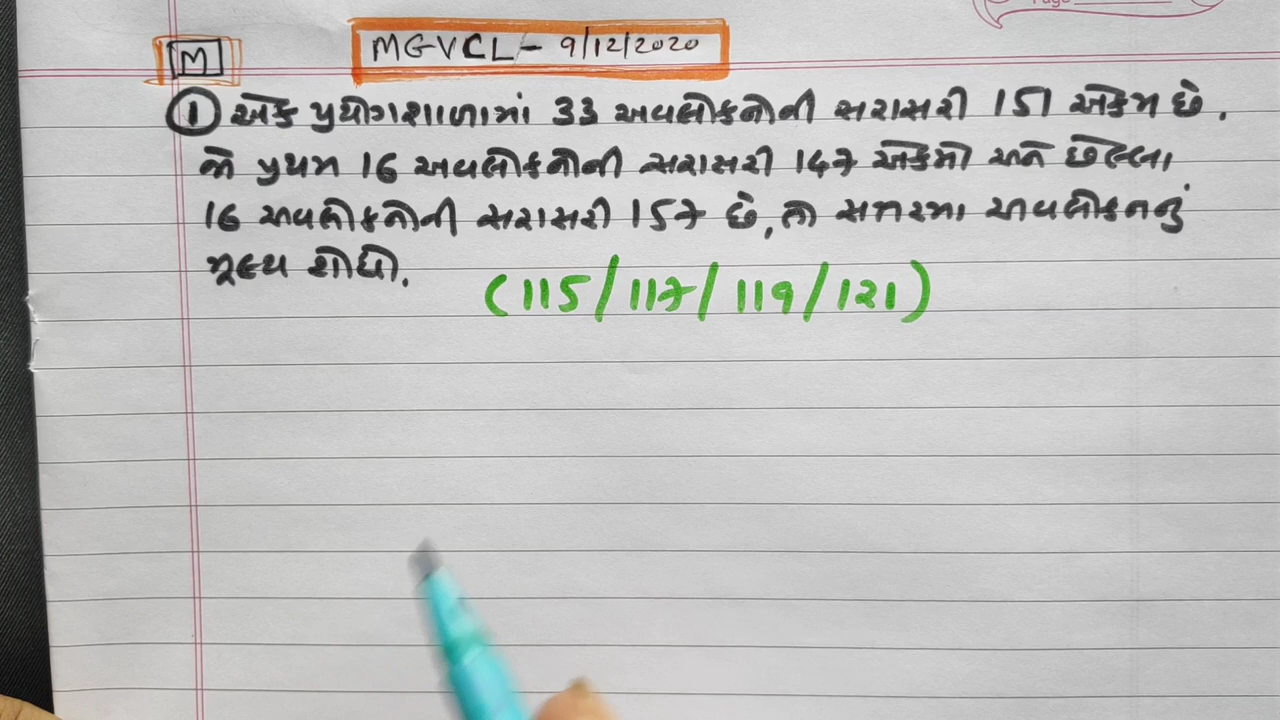 Page
M
MGVCL - 9/12/2020
① એક પ્રયોગશાળામાં 33 અવલોકનોની સરાસરી 151 એકમ છે.
જો પ્રથમ 16 અવલોકનોની સરાસરી 147 એકમો અને છેલ્લા
16 અવલોકનોની સરાસરી 157 છે, તો સત્તરમા અવલોકનનું
મૂલ્ય શોધો.
(115/117/119/121)